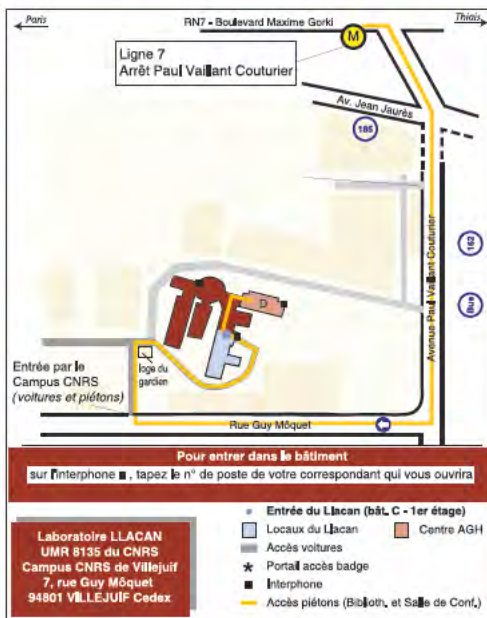 Paris
Thiais
RN7 - Boulevard Maxime Gorki
M
Ligne 7
Arrêt Paul Vaillant Couturier
Av. Jean Jaurès
185
162
Avenue Paul Vaillant Couturier
Bus
D
Entrée par le
Campus CNRS
(voitures et piétons)
loge du
gardien
Rue Guy Môquet
Pour entrer dans le bâtiment
sur l'interphone ■, tapez le n° de poste de votre correspondant qui vous ouvrira
Laboratoire LLACAN
UMR 8135 du CNRS
Campus CNRS de Villejuif
7, rue Guy Môquet
94801 VILLEJUIF Cedex
Entrée du Llacan (bât. C - 1er étage)
Locaux du Llacan
Centre AGH
Accès voitures
Portail accès badge
Interphone
Accès piétons (Biblioth. et Salle de Conf.)